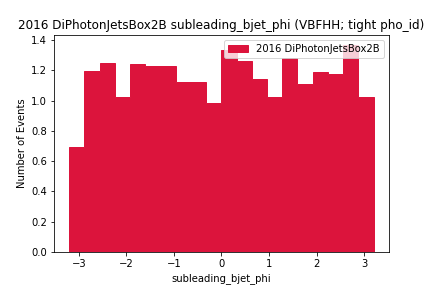 2016 DiPhotonJetsBox2B subleading_bjet_phi (VBFHH; tight pho_id)
2016 DiPhotonJetsBox2B
Number of Events
1.4
1.2
1.0
0.8
0.6
0.4
0.2
0.0
−3 −2 −1 0 1 2 3
subleading_bjet_phi